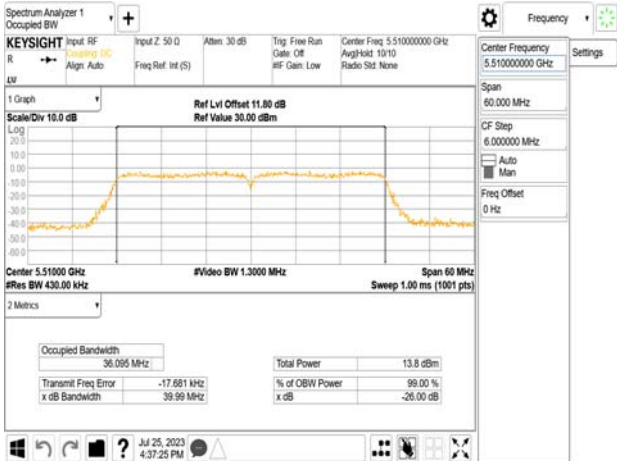 Spectrum Analyzer 1
Occupied BW
Frequency
KEYSIGHT
Input: RF
Coupling: DC
Align: Auto
Input Z: 50 Ω
Freq Ref: Int (S)
Atten: 30 dB
Trig: Free Run
Gate: Off
#IF Gain: Low
Center Freq: 5.510000000 GHz
Avg|Hold: 10/10
Radio Std: None
R
LW
Center Frequency
5.510000000 GHz
Settings
Span
60.000 MHz
CF Step
6.000000 MHz
Auto
Man
Freq Offset
0 Hz
1 Graph
Ref Lvl Offset 11.80 dB
Scale/Div 10.0 dB
Ref Value 30.00 dBm
Log
20.0
10.0
0.00
-10.0
-20.0
-30.0
-40.0
-50.0
-60.0
Center 5.51000 GHz
#Video BW 1.3000 MHz
Span 60 MHz
#Res BW 430.00 kHz
Sweep 1.00 ms (1001 pts)
2 Metrics
Occupied Bandwidth
36.095 MHz
Total Power 13.8 dBm
Transmit Freq Error -17.681 kHz
% of OBW Power 99.00 %
x dB Bandwidth 39.99 MHz
x dB -26.00 dB
Jul 25, 2023
4:37:25 PM